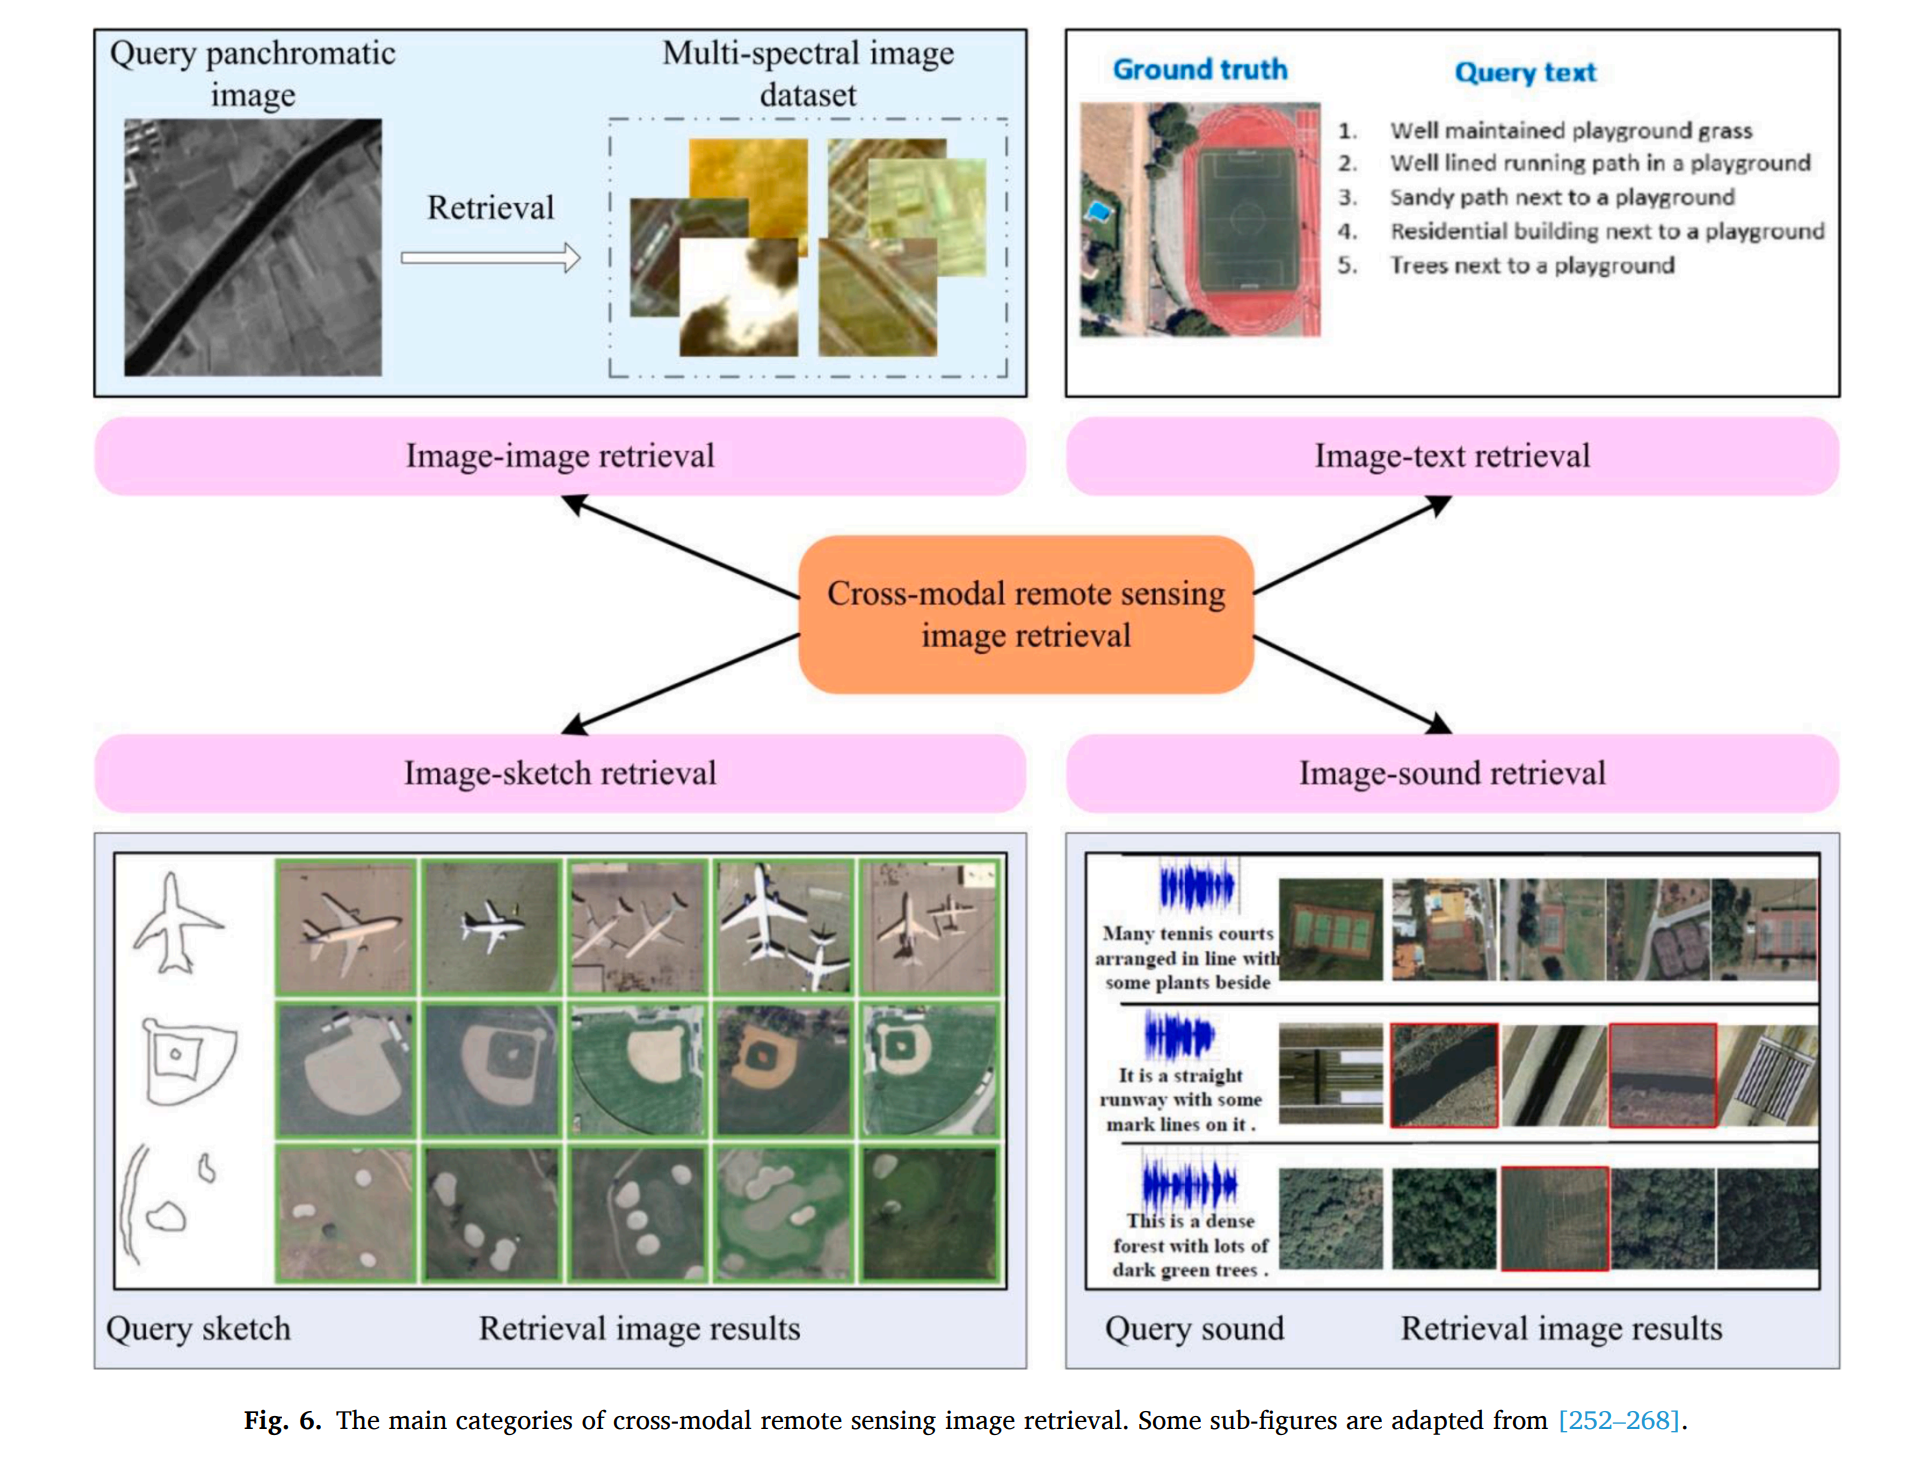 Query panchromatic
image
Multi-spectral image
dataset
Retrieval
Ground truth
Query text
1. Well maintained playground grass
2. Well lined running path in a playground
3. Sandy path next to a playground
4. Residential building next to a playground
5. Trees next to a playground
Image-image retrieval
Image-text retrieval
Cross-modal remote sensing
image retrieval
Image-sketch retrieval
Image-sound retrieval
Many tennis courts
arranged in line with
some plants beside
It is a straight
runway with some
mark lines on it .
This is a dense
forest with lots of
dark green trees .
Query sketch
Retrieval image results
Query sound
Retrieval image results
Fig. 6. The main categories of cross-modal remote sensing image retrieval. Some sub-figures are adapted from [252–268].